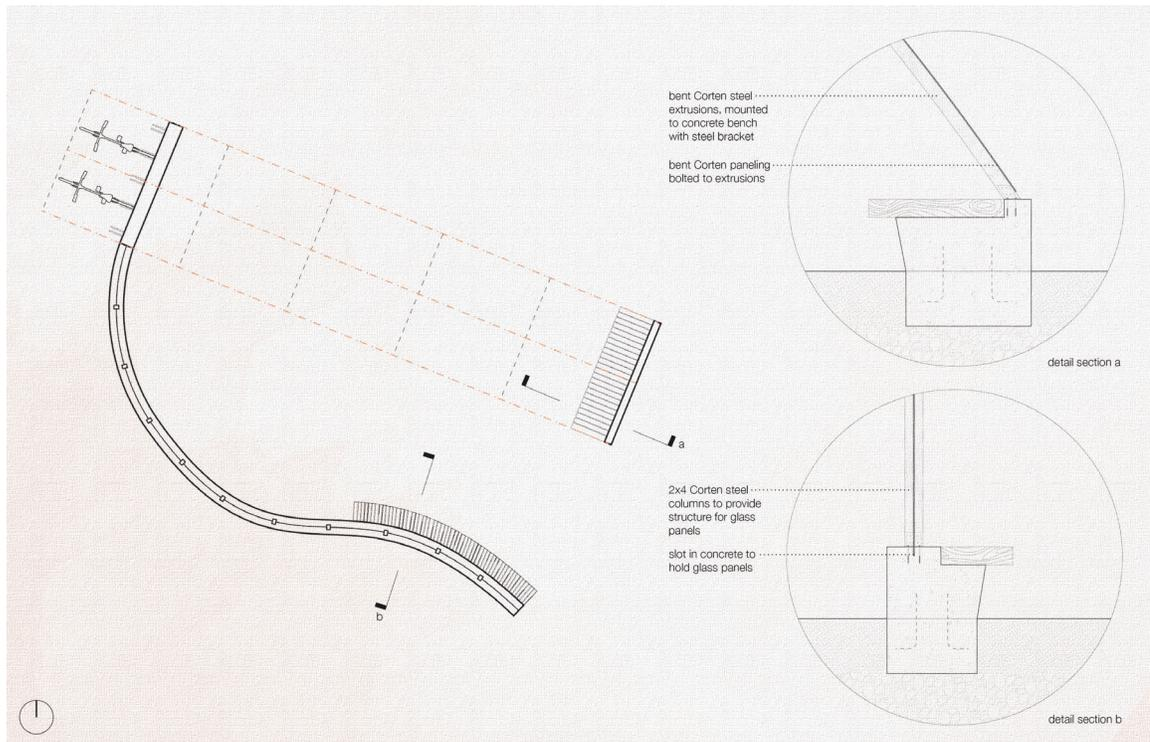 bent Corten steel
extrusions, mounted
to concrete bench
with steel bracket
bent Corten paneling
bolted to extrusions
detail section a
a
2x4 Corten steel
columns to provide
structure for glass
panels
slot in concrete to
hold glass panels
b
detail section b